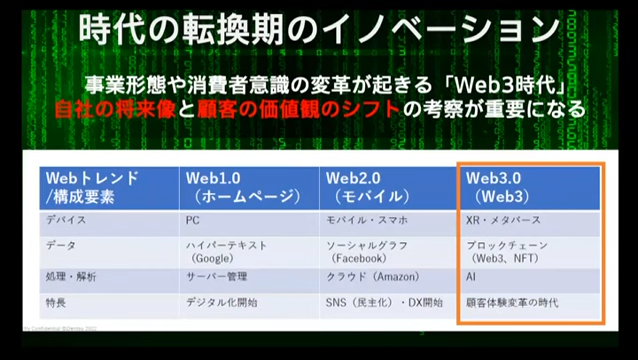 時代の転換期のイノベーション
事業形態や消費者意識の変革が起きる「Web3時代」
自社の将来像と顧客の価値観のシフトの考察が重要になる
Webトレンド/構成要素 Web1.0（ホームページ） Web2.0（モバイル） Web3.0（Web3）
デバイス PC モバイル・スマホ XR・メタバース
データ ハイパーテキスト（Google） ソーシャルグラフ（Facebook） ブロックチェーン（Web3、NFT）
処理・解析 サーバー管理 クラウド（Amazon） AI
特長 デジタル化開始 SNS（民主化）・DX開始 顧客体験変革の時代